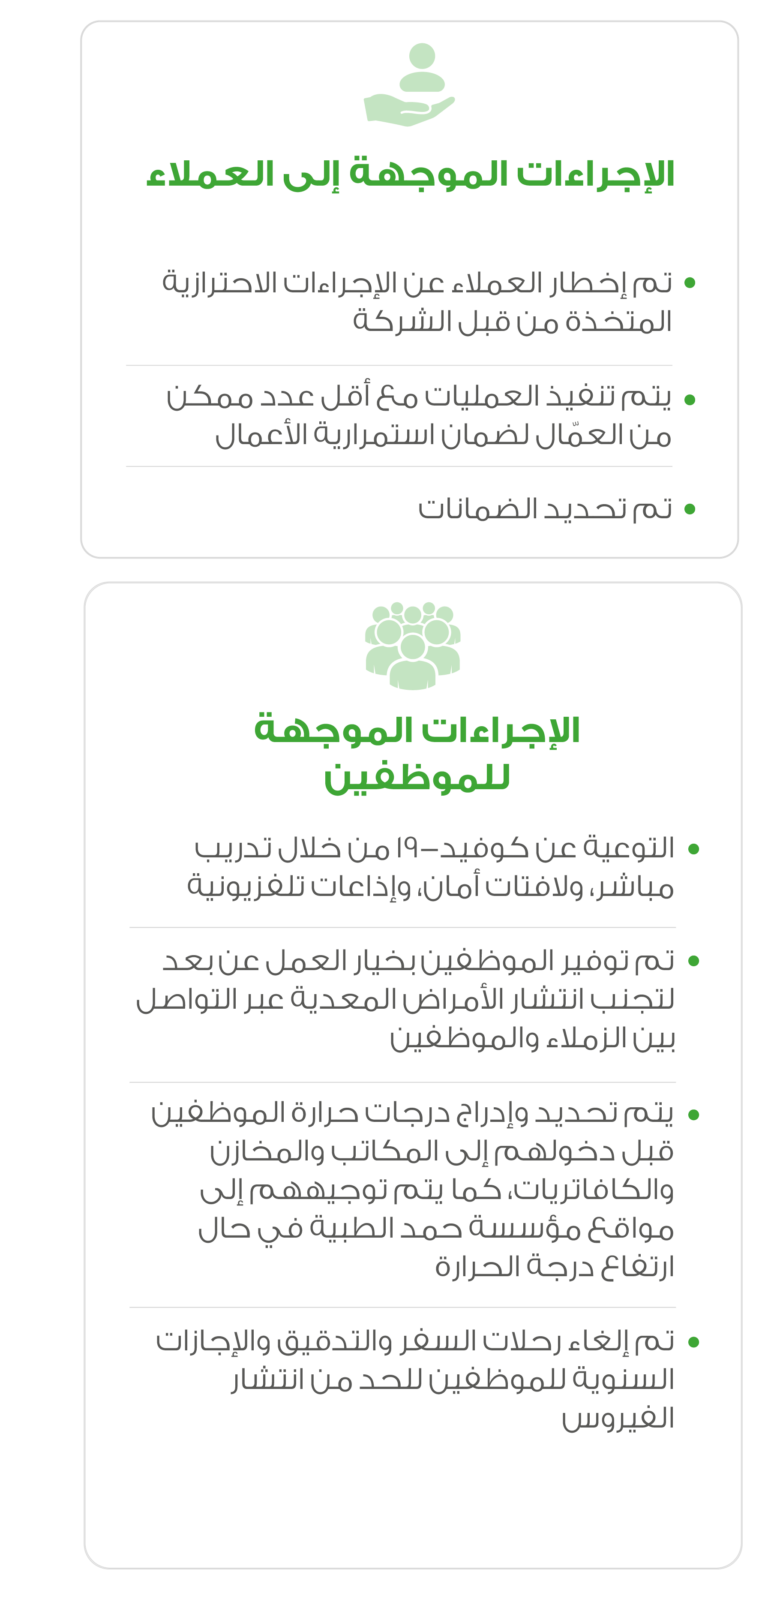 الإجراءات الموجهة إلى العملاء
• تم إخطار العملاء عن الإجراءات الاحترازية
المتخذة من قبل الشركة
• يتم تنفيذ العمليات مع أقل عدد ممكن
من العمّال لضمان استمرارية الأعمال
• تم تحديد الضمانات
الإجراءات الموجهة
للموظفين
• التوعية عن كوفيد-١٩ من خلال تدريب
مباشر، ولافتات أمان، وإذاعات تلفزيونية
• تم توفير الموظفين بخيار العمل عن بعد
لتجنب انتشار الأمراض المعدية عبر التواصل
بين الزملاء والموظفين
• يتم تحديد وإدراج درجات حرارة الموظفين
قبل دخولهم إلى المكاتب والمخازن
والكافاتريات، كما يتم توجيههم إلى
مواقع مؤسسة حمد الطبية في حال
ارتفاع درجة الحرارة
• تم إلغاء رحلات السفر والتدقيق والإجازات
السنوية للموظفين للحد من انتشار
الفيروس